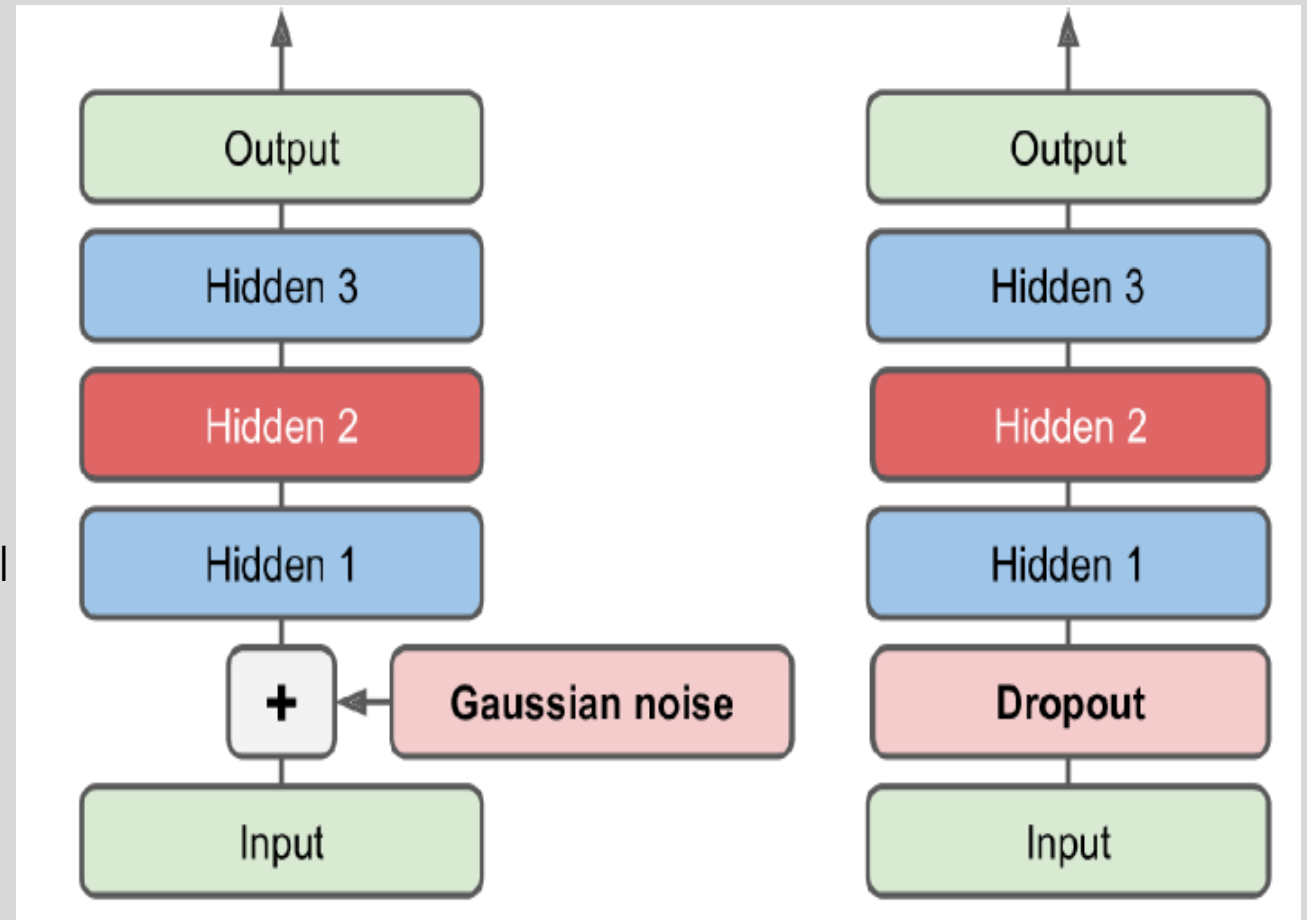 Output
Hidden 3
Hidden 2
Hidden 1
+
Gaussian noise
Input
Output
Hidden 3
Hidden 2
Hidden 1
Dropout
Input